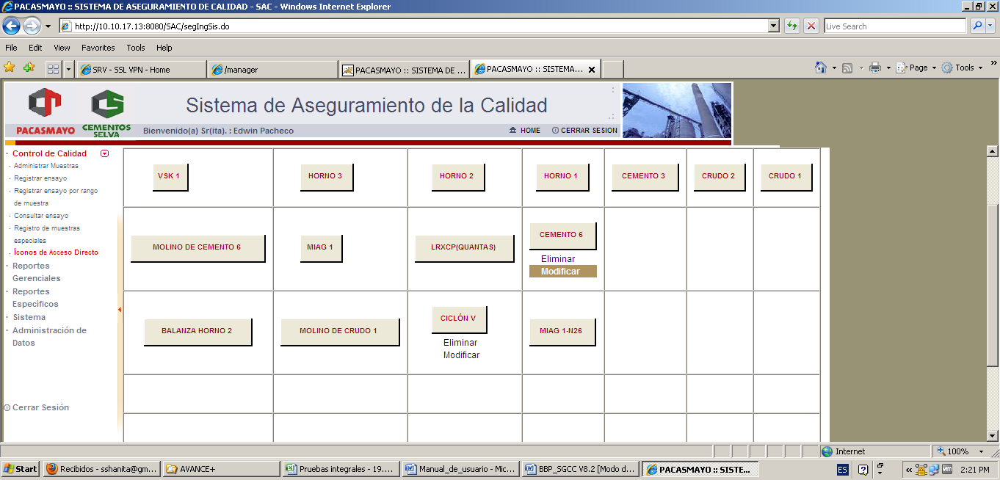 PACASMAYO :: SISTEMA DE ASEGURAMIENTO DE CALIDAD - SAC - Windows Internet Explorer
http://10.10.17.13:8080/SAC/segIngSis.do
Live Search
File Edit View Favorites Tools Help
SRV - SSL VPN - Home
/manager
PACASMAYO :: SISTEMA DE ...
PACASMAYO :: SISTEMA...
Page
Tools
PACASMAYO
CEMENTOS SELVA
Sistema de Aseguramiento de la Calidad
Bienvenido(a) Sr(ita). : Edwin Pacheco
HOME
CERRAR SESION
Control de Calidad
Administrar Muestras
Registrar ensayo
Registrar ensayo por rango
de muestra
Consultar ensayo
Registro de muestras
especiales
Íconos de Acceso Directo
Reportes
Gerenciales
Reportes
Específicos
Sistema
Administración de
Datos
Cerrar Sesión
VSK 1
HORNO 3
HORNO 2
HORNO 1
CEMENTO 3
CRUDO 2
CRUDO 1
MOLINO DE CEMENTO 6
MIAG 1
LRXCP(QUANTAS)
CEMENTO 6
Eliminar
Modificar
BALANZA HORNO 2
MOLINO DE CRUDO 1
CICLÓN V
Eliminar
Modificar
MIAG 1-N26
Internet
100%
Start
Recibidos - sshanita@gm...
AVANCE+
Pruebas integrales - 19....
Manual_de_usuario - Mic...
BBP_SGCC V8.2 [Modo d...
PACASMAYO :: SISTE...
ES
2:21 PM